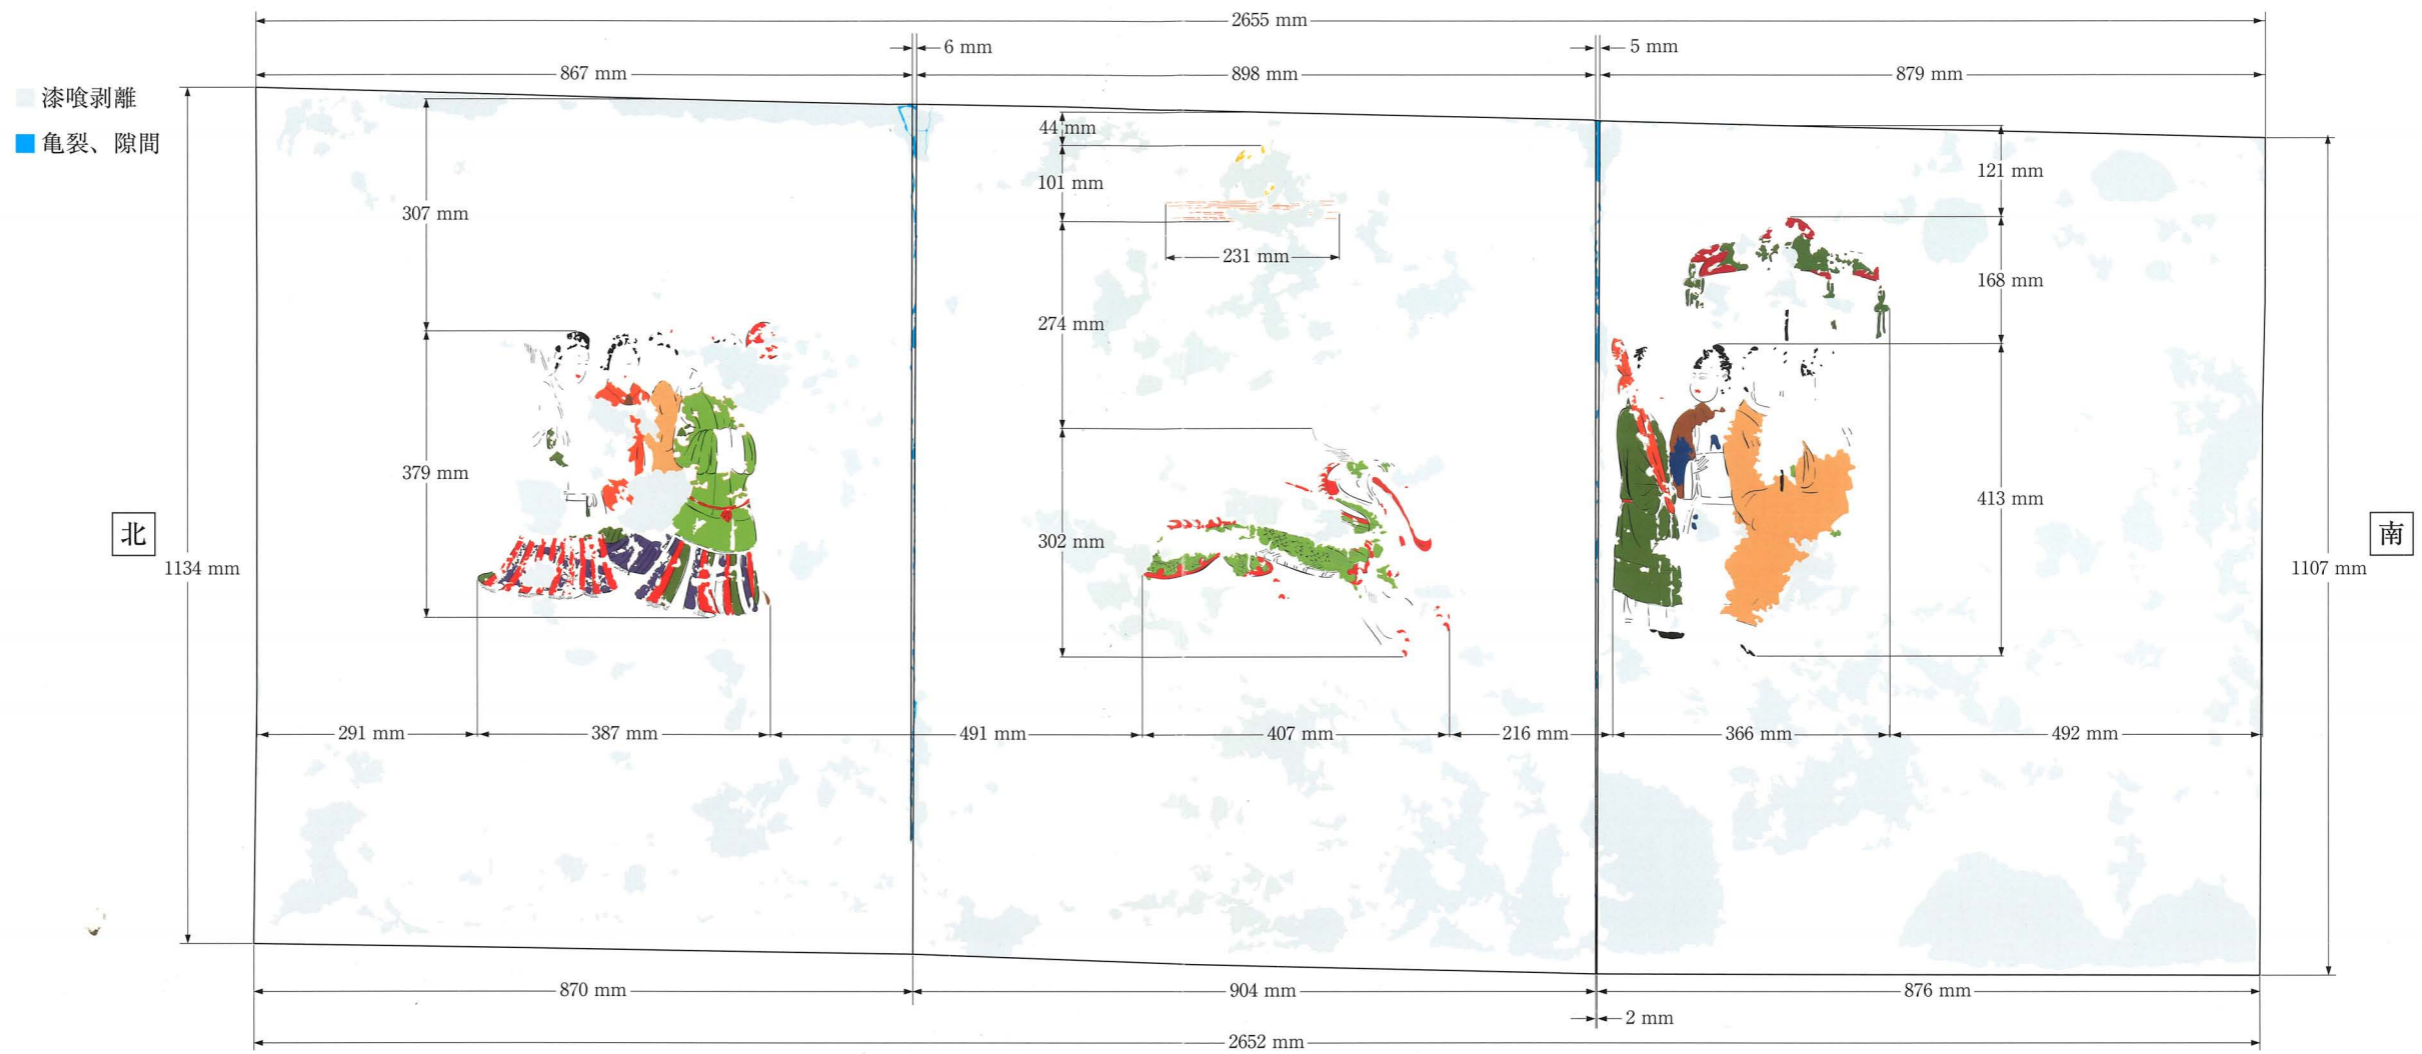 2655 mm
6 mm
5 mm
867 mm
898 mm
879 mm
漆喰剥離
亀裂、隙間
44 mm
101 mm
121 mm
307 mm
231 mm
168 mm
274 mm
379 mm
413 mm
302 mm
北
南
1134 mm
1107 mm
291 mm
387 mm
491 mm
407 mm
216 mm
366 mm
492 mm
870 mm
904 mm
876 mm
2 mm
2652 mm